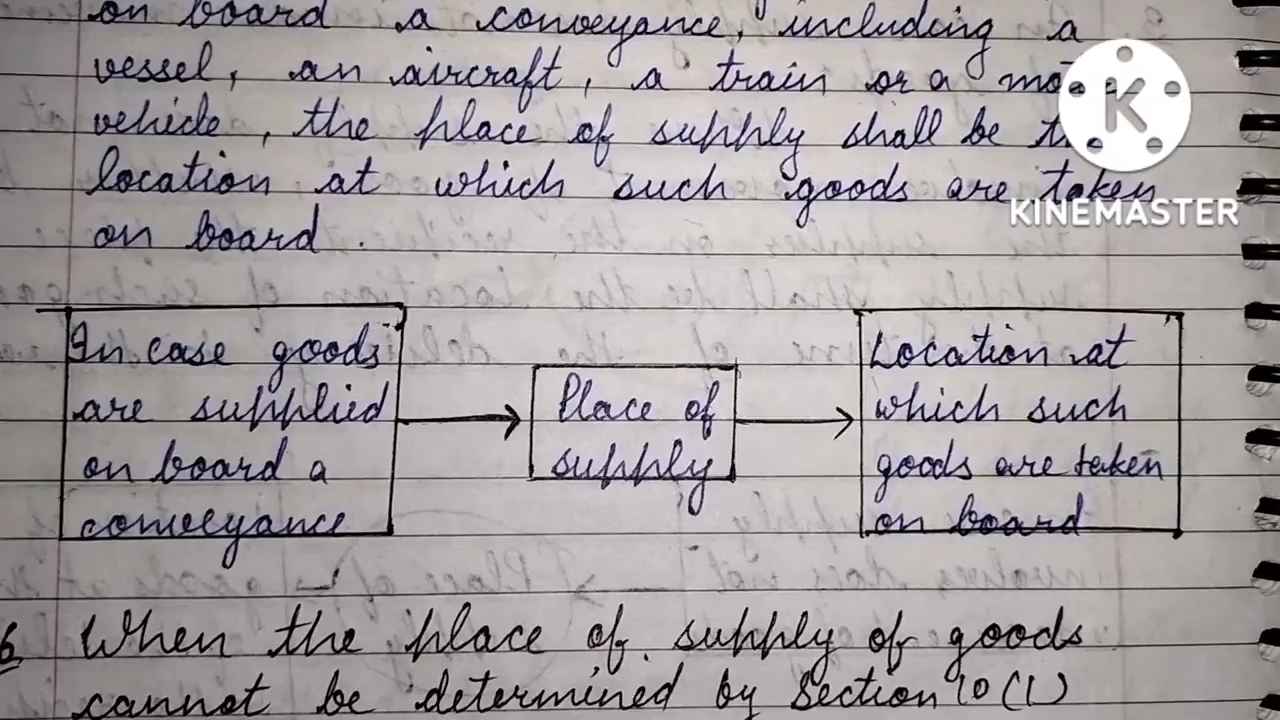 on board a conveyance, including a
vessel, an aircraft, a train or a
vehicle, the place of supply shall be
location at which such goods are taken
on board.
K
KINEMASTER
In case goods
are supplied
on board a
conveyance
Place of
supply
Location at
which such
goods are taken
on board
6 When the place of supply of goods
cannot be determined by Section 10 (1)